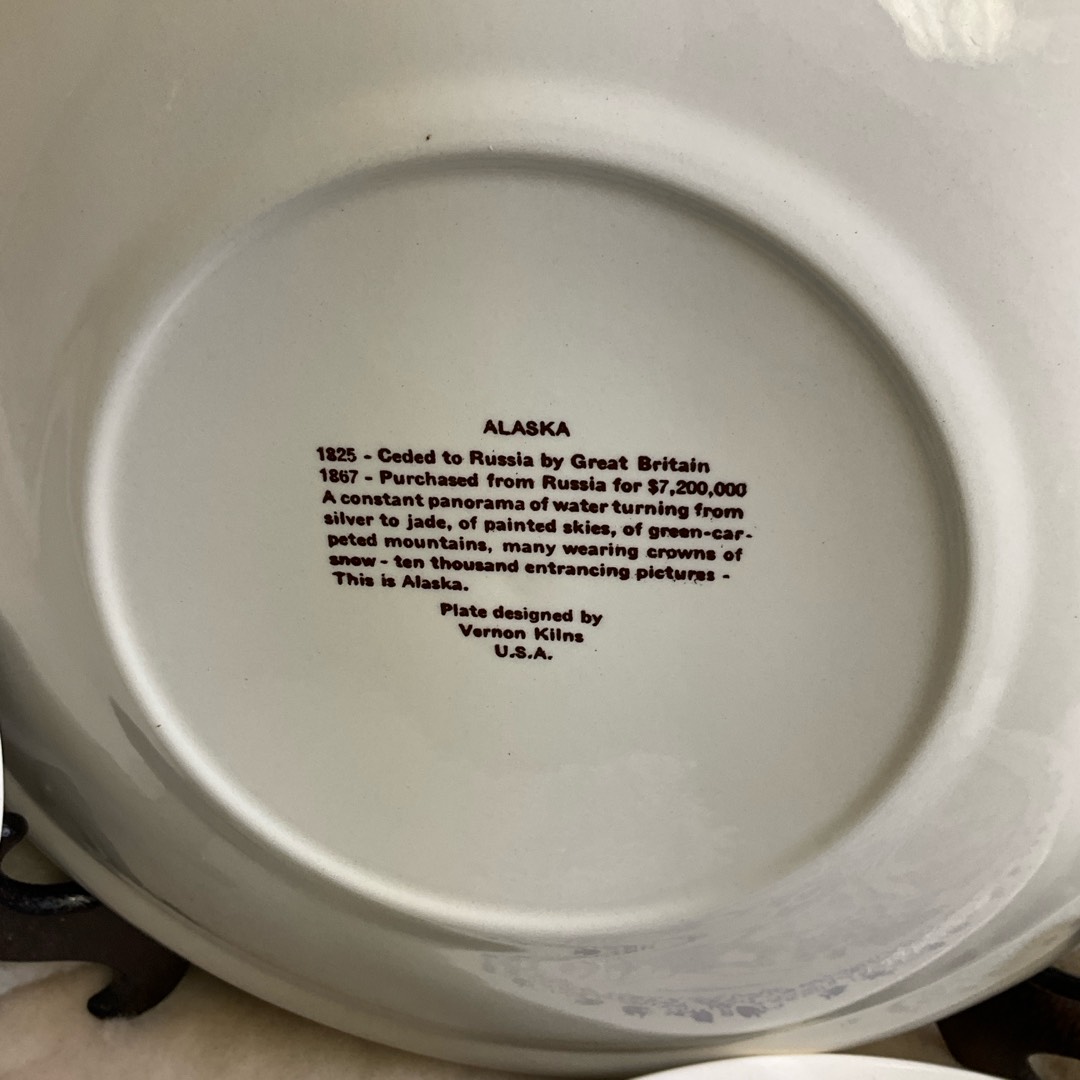 ALASKA
1825 - Ceded to Russia by Great Britain
1867 - Purchased from Russia for $7,200,000
A constant panorama of water turning from
silver to jade, of painted skies, of green-car-
peted mountains, many wearing crowns of
snow - ten thousand entrancing pictures -
This is Alaska.
Plate designed by
Vernon Kilns
U.S.A.